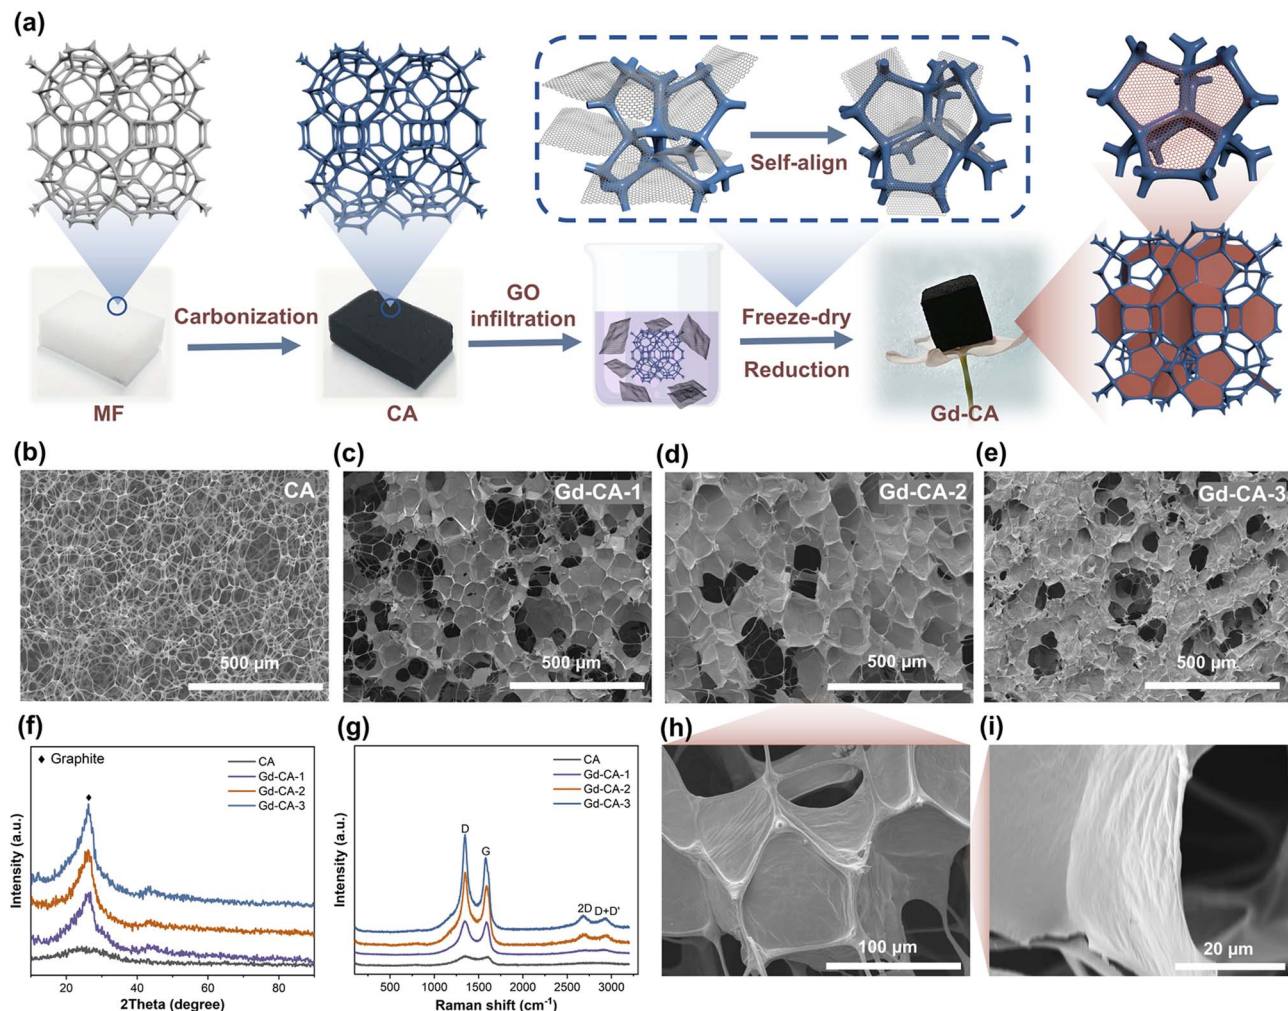 (a)
Self-align
Carbonization
GO
infiltration
Freeze-dry
Reduction
MF
CA
Gd-CA
(b)
CA
500 μm
(c)
Gd-CA-1
500 μm
(d)
Gd-CA-2
500 μm
(e)
Gd-CA-3
500 μm
(f)
♦ Graphite
CA
Gd-CA-1
Gd-CA-2
Gd-CA-3
Intensity (a.u.)
20 40 60 80
2Theta (degree)
(g)
CA
Gd-CA-1
Gd-CA-2
Gd-CA-3
D
G
2D D+D'
Intensity (a.u.)
500 1000 1500 2000 2500 3000
Raman shift (cm⁻¹)
(h)
100 μm
(i)
20 μm